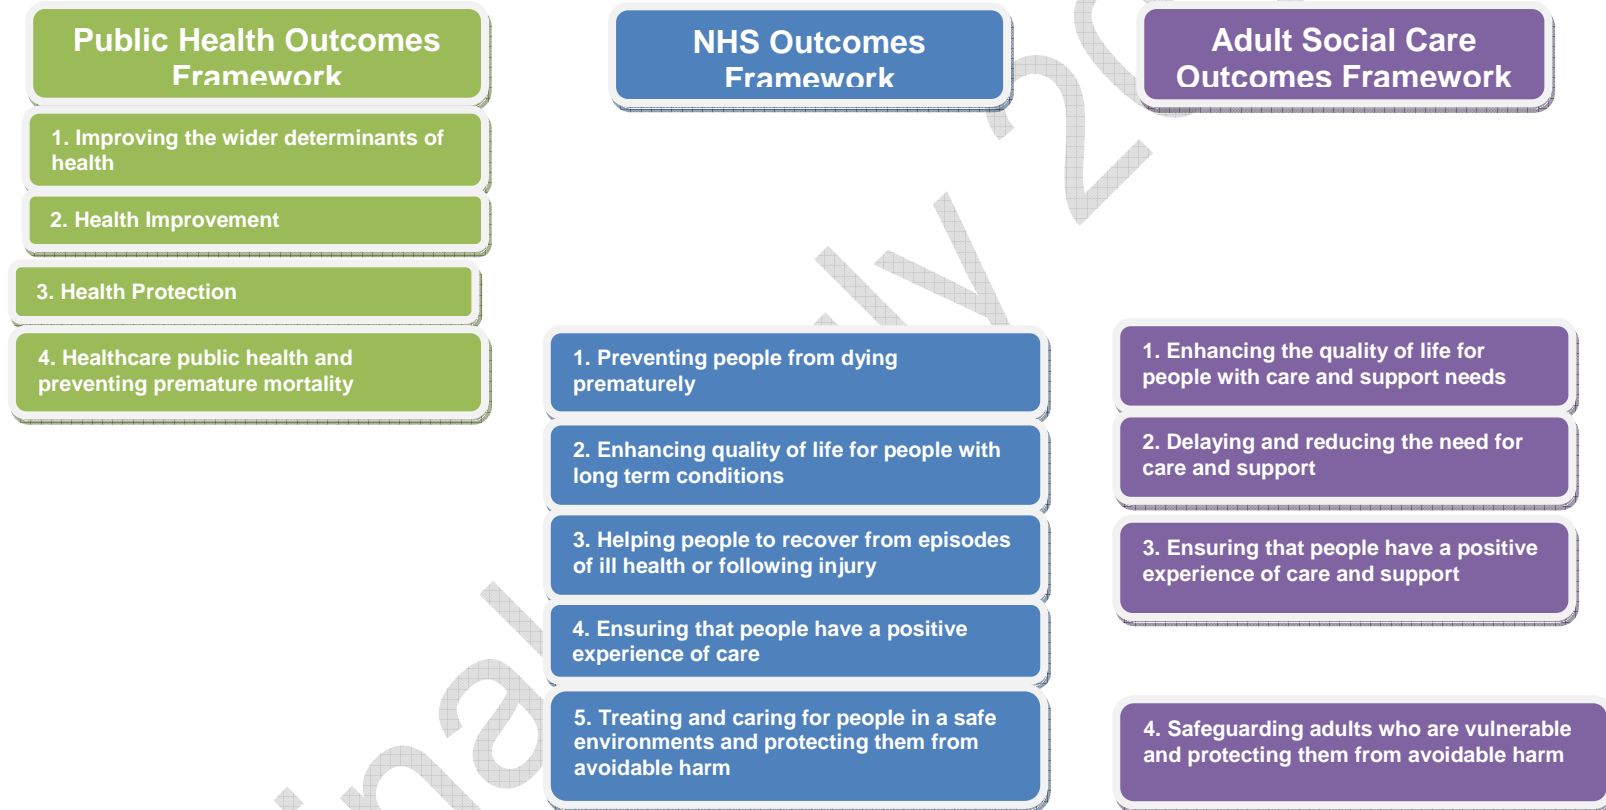 Public Health Outcomes
Framework
1. Improving the wider determinants of
health
2. Health Improvement
3. Health Protection
4. Healthcare public health and
preventing premature mortality
NHS Outcomes
Framework
1. Preventing people from dying
prematurely
2. Enhancing quality of life for people with
long term conditions
3. Helping people to recover from episodes
of ill health or following injury
4. Ensuring that people have a positive
experience of care
5. Treating and caring for people in a safe
environments and protecting them from
avoidable harm
Adult Social Care
Outcomes Framework
1. Enhancing the quality of life for
people with care and support needs
2. Delaying and reducing the need for
care and support
3. Ensuring that people have a positive
experience of care and support
4. Safeguarding adults who are vulnerable
and protecting them from avoidable harm